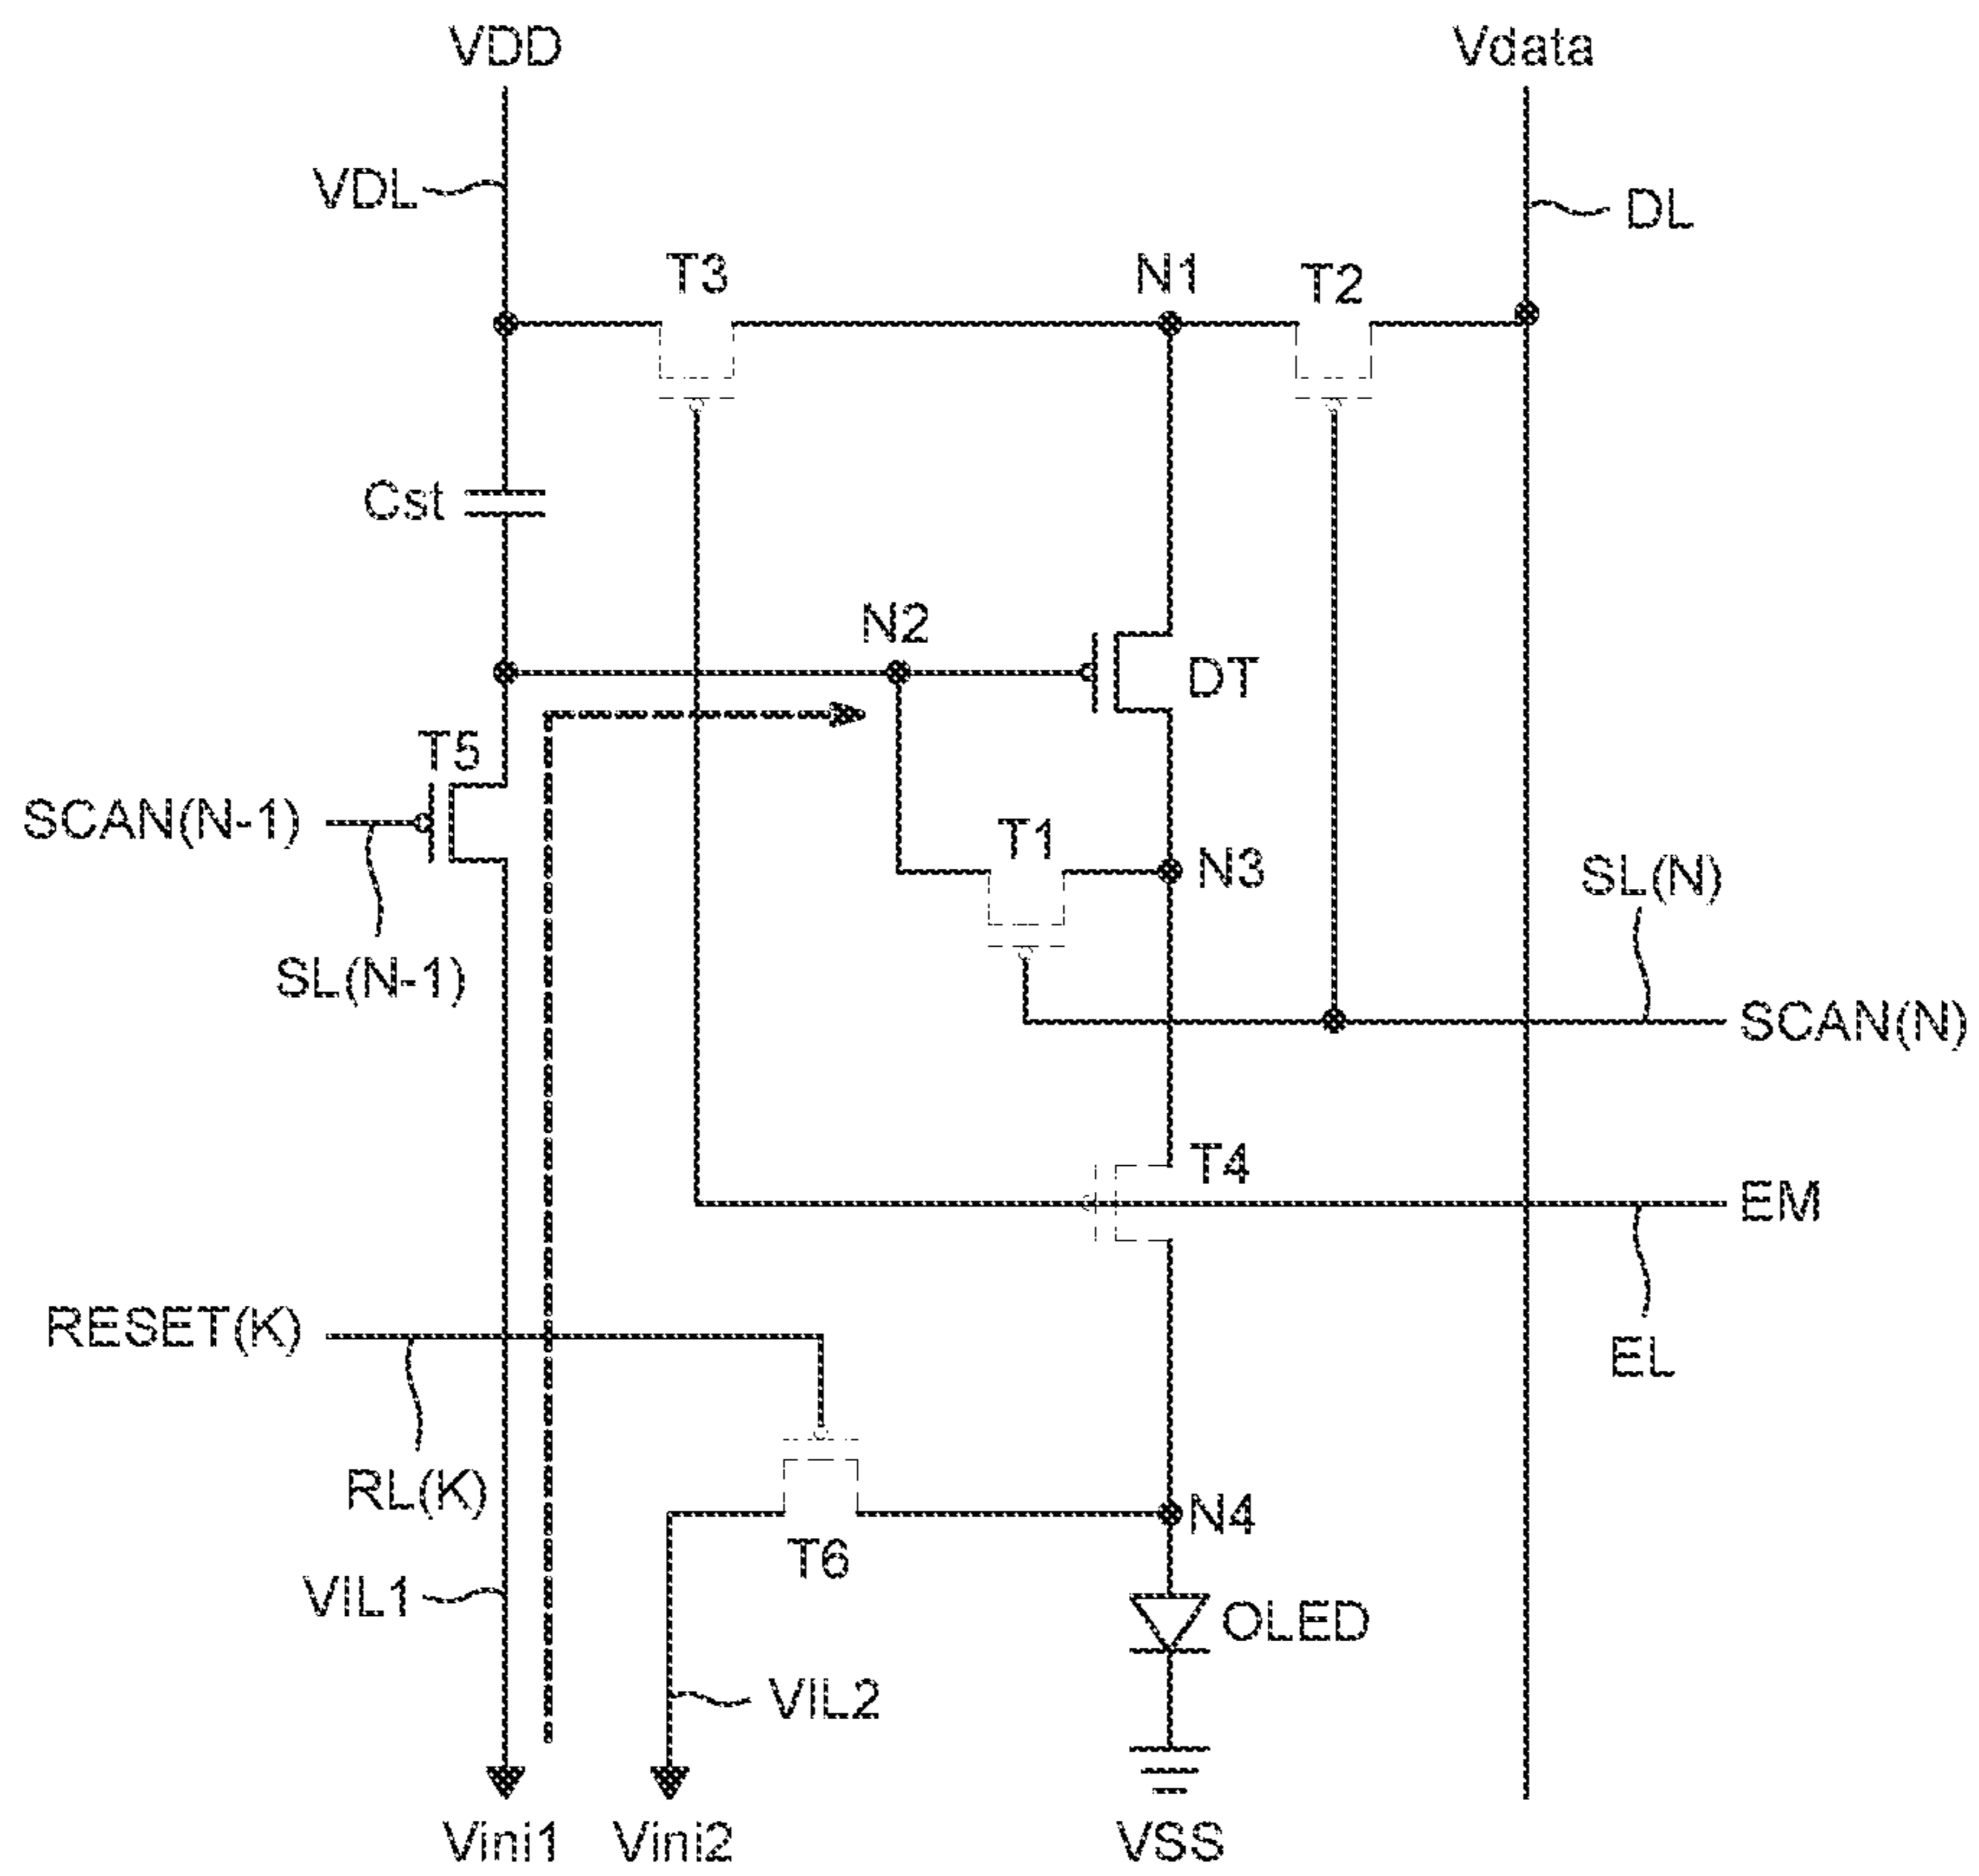 VDD
Vdata
VDL
DL
T3
N1
T2
Cst
N2
DT
T5
SCAN(N-1)
T1
N3
SL(N)
SL(N-1)
SCAN(N)
T4
EM
RESET(K)
EL
RL(K)
N4
T6
VIL1
OLED
VIL2
Vini1
Vini2
VSS